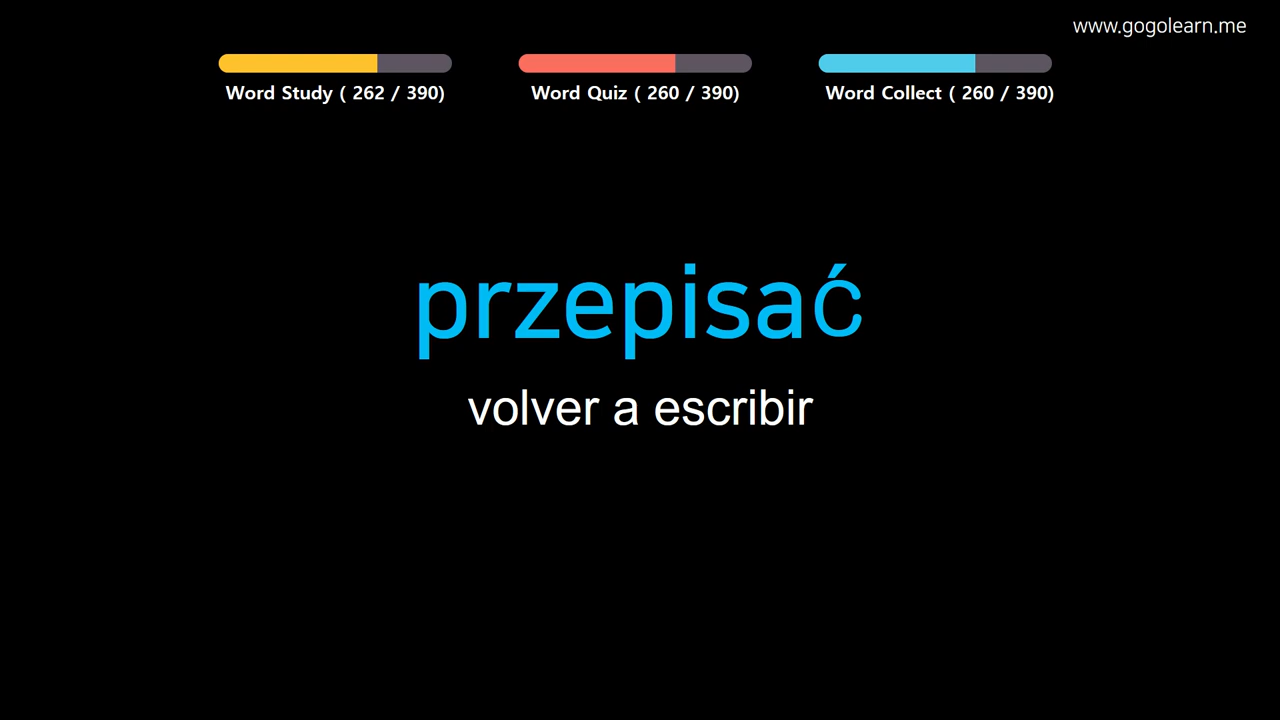 www.gogolearn.me
Word Study ( 262 / 390)
Word Quiz ( 260 / 390)
Word Collect ( 260 / 390)
przepisać
volver a escribir